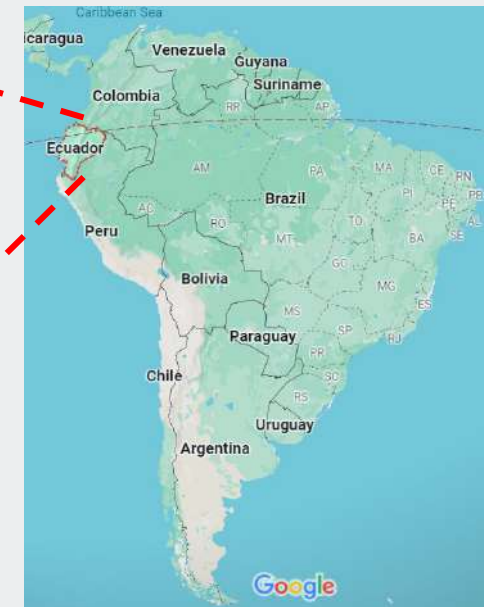 Caribbean Sea
icaragua
Venezuela
Guyana
Suriname
Colombia
RR
AP
Ecuador
AM
PA
MA
CE
RN
PB
PI
PE
AL
SE
AC
RO
Brazil
TO
BA
MT
Peru
GO
Bolivia
MG
ES
MS
SP
RJ
Paraguay
PR
SC
Chile
RS
Uruguay
Argentina
Google